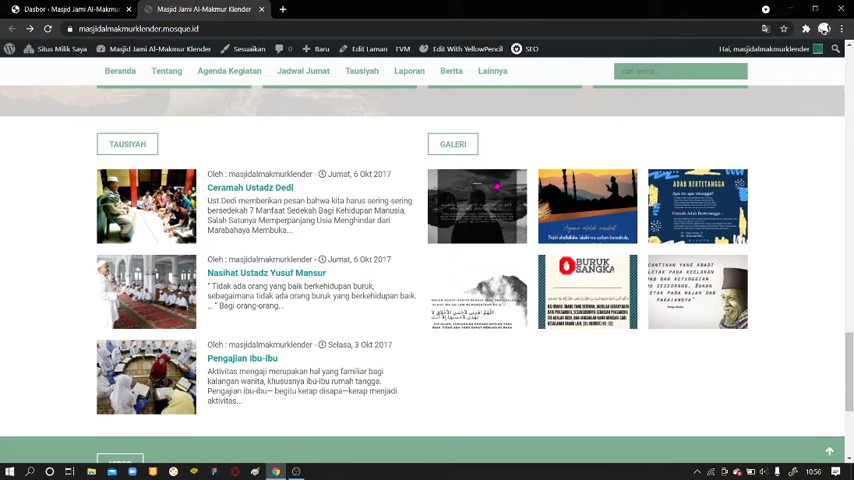 Dasbor ‹ Masjid Jami Al-Makmur
Masjid Jami Al-Makmur Klender
masjidalmakmurklender.mosque.id
Situs Milik Saya
Masjid Jami Al-Makmur Klender
Sesuaikan
0
Baru
Edit Laman
FVM
Edit With YellowPencil
SEO
Hai, masjidalmakmurklender
Beranda
Tentang
Agenda Kegiatan
Jadwal Jumat
Tausiyah
Laporan
Berita
Lainnya
cari berita...
TAUSIYAH
Oleh : masjidalmakmurklender - Jumat, 6 Okt 2017
Ceramah Ustadz Dedi
Ust.Dedi memberikan pesan bahwa kita harus sering-sering
bersedekah 7 Manfaat Sedekah Bagi Kehidupan Manusia,
Salah Satunya Memperpanjang Usia Menghindar dari
Marabahaya Membuka...
Oleh : masjidalmakmurklender - Jumat, 6 Okt 2017
Nasihat Ustadz Yusuf Mansur
" Tidak ada orang yang baik berkehidupan buruk,
sebagaimana tidak ada orang buruk yang berkehidupan baik.
... " Bagi orang-orang...
Oleh : masjidalmakmurklender - Selasa, 3 Okt 2017
Pengajian Ibu-ibu
Aktivitas mengaji merupakan hal yang familiar bagi
kalangan wanita, khususnya ibu-ibu rumah tangga.
Pengajian ibu-ibu— begitu kerap disapa—kerap menjadi
aktivitas...
GALERI
Agama adalah nasihat
ADAB BERTETANGGA
BURUK
SANGKA
10:56